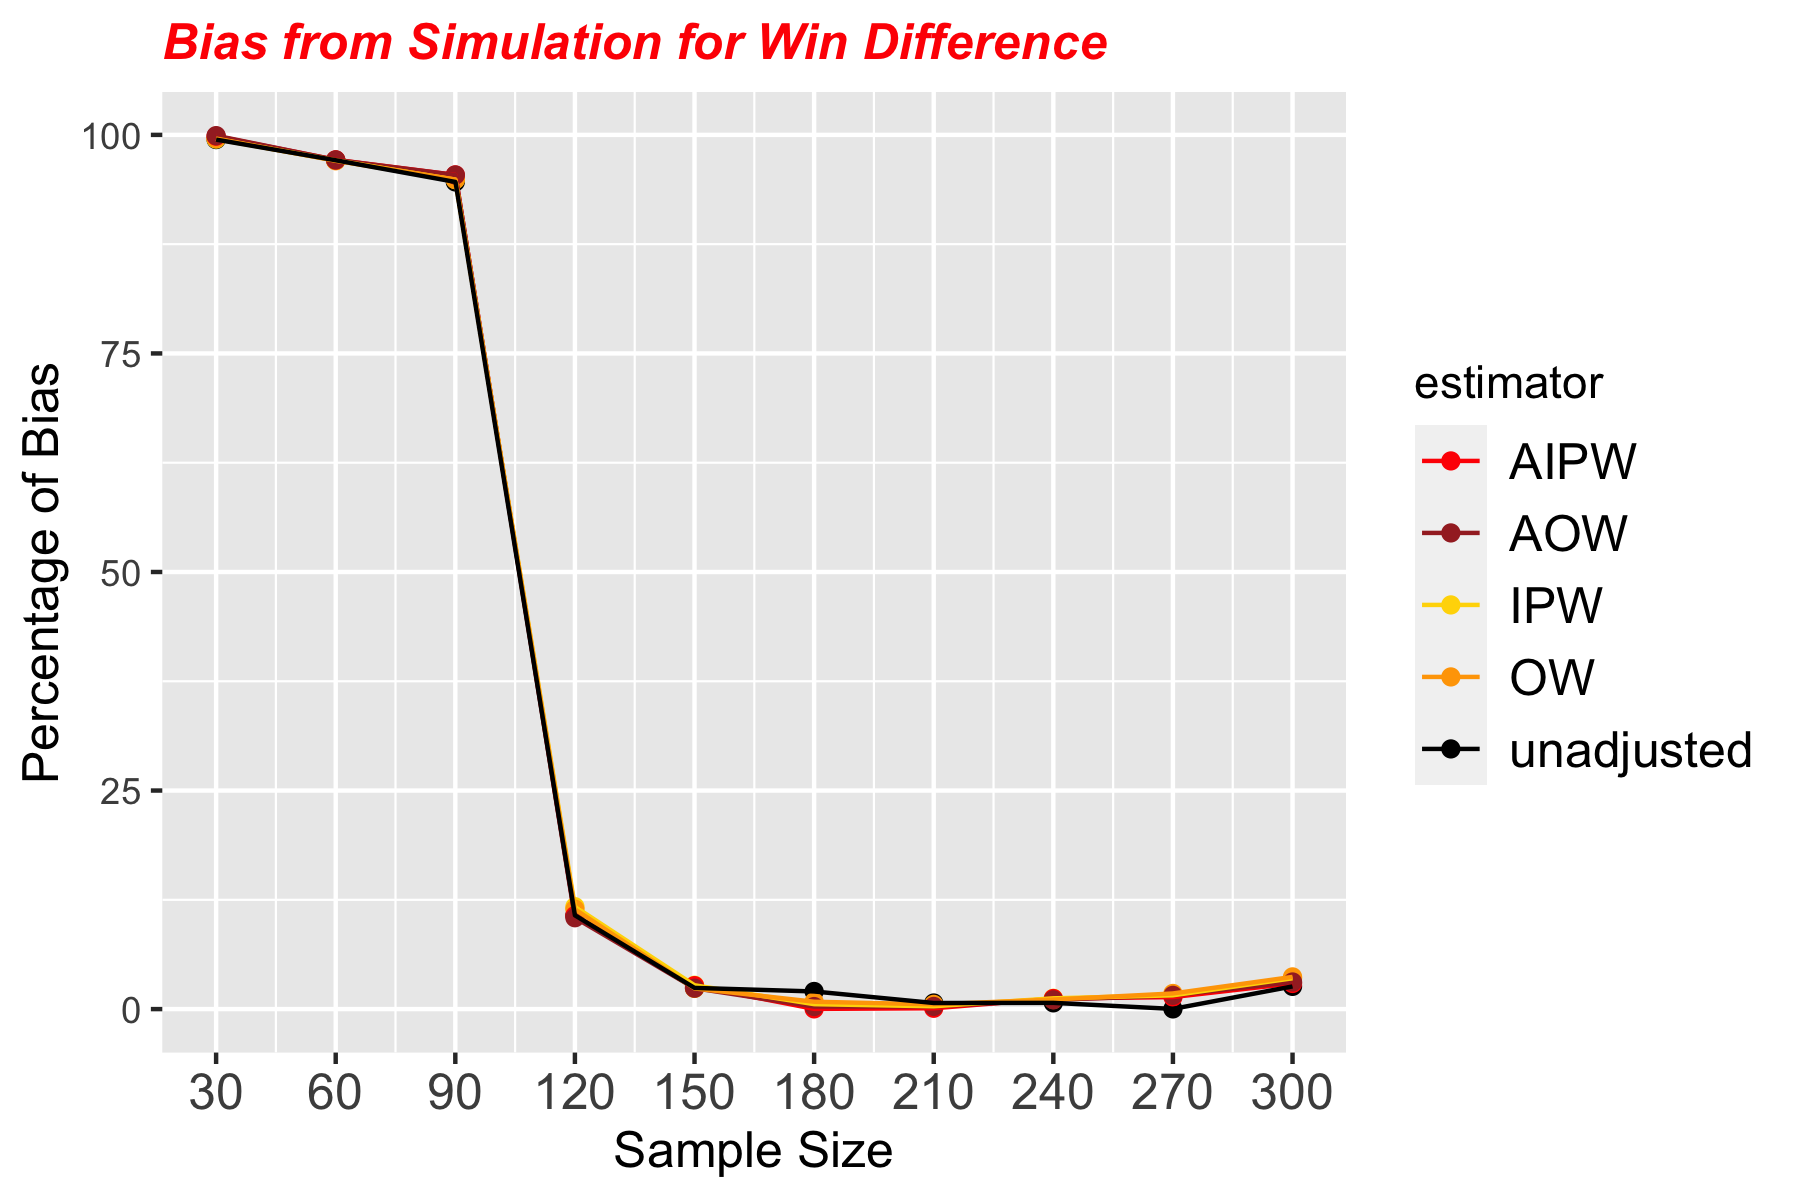 Bias from Simulation for Win Difference
Percentage of Bias
100
75
50
25
0
30 60 90 120 150 180 210 240 270 300
Sample Size
estimator
AIPW
AOW
IPW
OW
unadjusted